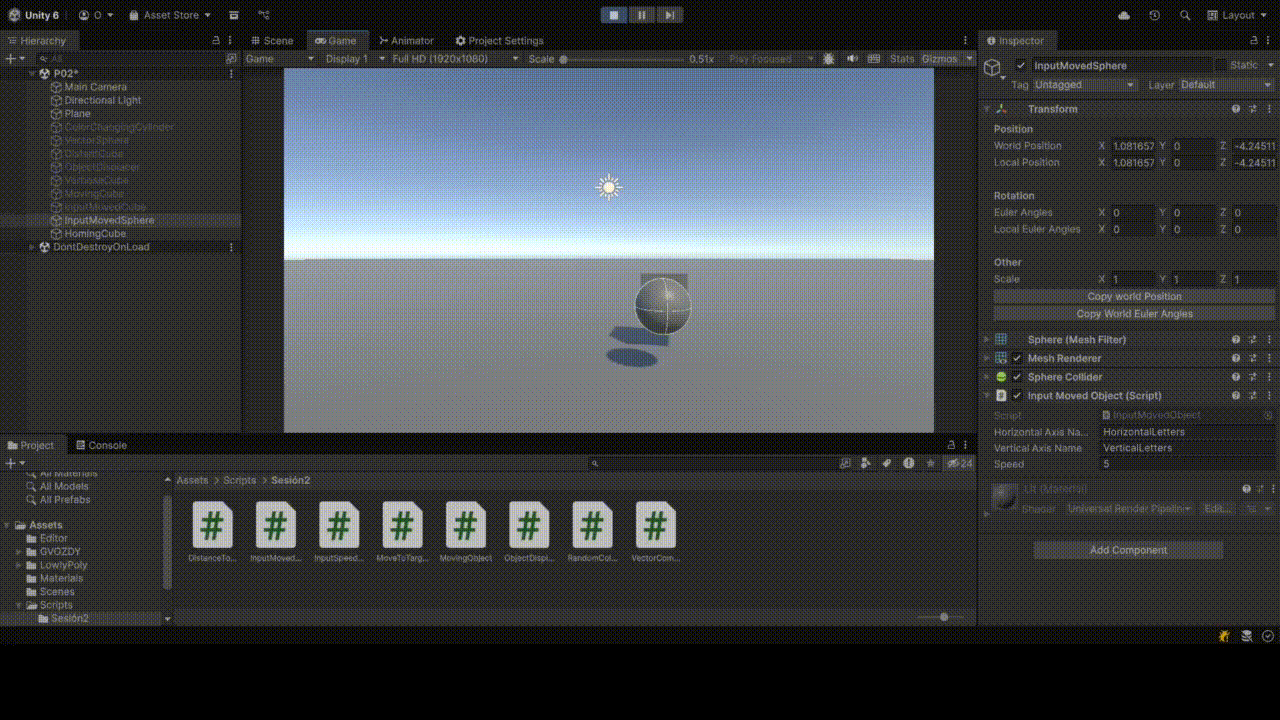 Unity 6 O Asset Store Layout
Hierarchy Scene Game Animator Project Settings Inspector
All Game Display 1 Full HD (1920x1080) Scale 0.51x Play Focused Stats Gizmos InputMovedSphere Static
P02*
Main Camera
Directional Light
Plane
ColorChangingCylinder
VectorSphere
DistantCube
ObjectDisplacer
MovingCube
InputMovedCube
InputMovedSphere
HomingCube
DontDestroyOnLoad
Tag Untagged Layer Default
Transform
Position
World Position X 1.081657 Y 0 Z -4.24511
Local Position X 1.081657 Y 0 Z -4.24511
Rotation
Euler Angles X 0 Y 0 Z 0
Local Euler Angles X 0 Y 0 Z 0
Other
Scale X 1 Y 1 Z 1
Copy world Position
Copy World Euler Angles
Sphere (Mesh Filter)
Mesh Renderer
Sphere Collider
Input Moved Object (Script)
Script InputMovedObject
Horizontal Axis Na... HorizontalLetters
Vertical Axis Name VerticalLetters
Speed 5
Lit (Material)
Shader Universal Render Pipelin Edit...
Add Component
Project Console
24
All Materials
All Models
All Prefabs
Assets
Editor
GVOZDY
LowlyPoly
Materials
Scenes
Scripts
Sesión2
Assets > Scripts > Sesión2
DistanceTo... InputMoved... InputSpeed... MoveToTarg... MovingObject ObjectDispl... RandomCol... VectorCom...